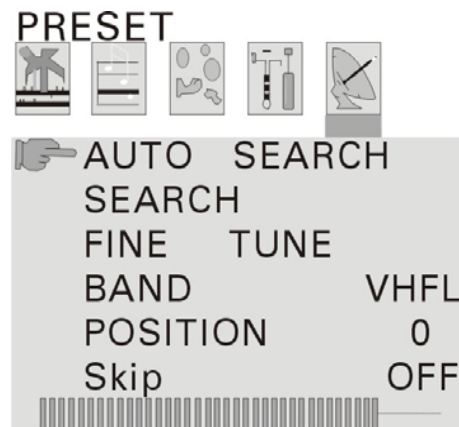 PRESET
AUTO SEARCH
SEARCH
FINE TUNE
BAND VHFL
POSITION 0
Skip OFF